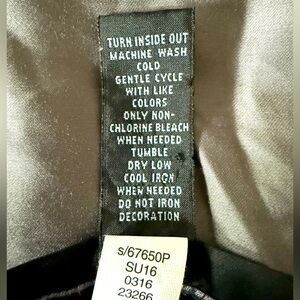 TURN INSIDE OUT
MACHINE WASH
COLD
GENTLE CYCLE
WITH LIKE
COLORS
ONLY NON-
CHLORINE BLEACH
WHEN NEEDED
TUMBLE
DRY LOW
COOL IRON
WHEN NEEDED
DO NOT IRON
DECORATION
s/67650P
SU16
0316
23266